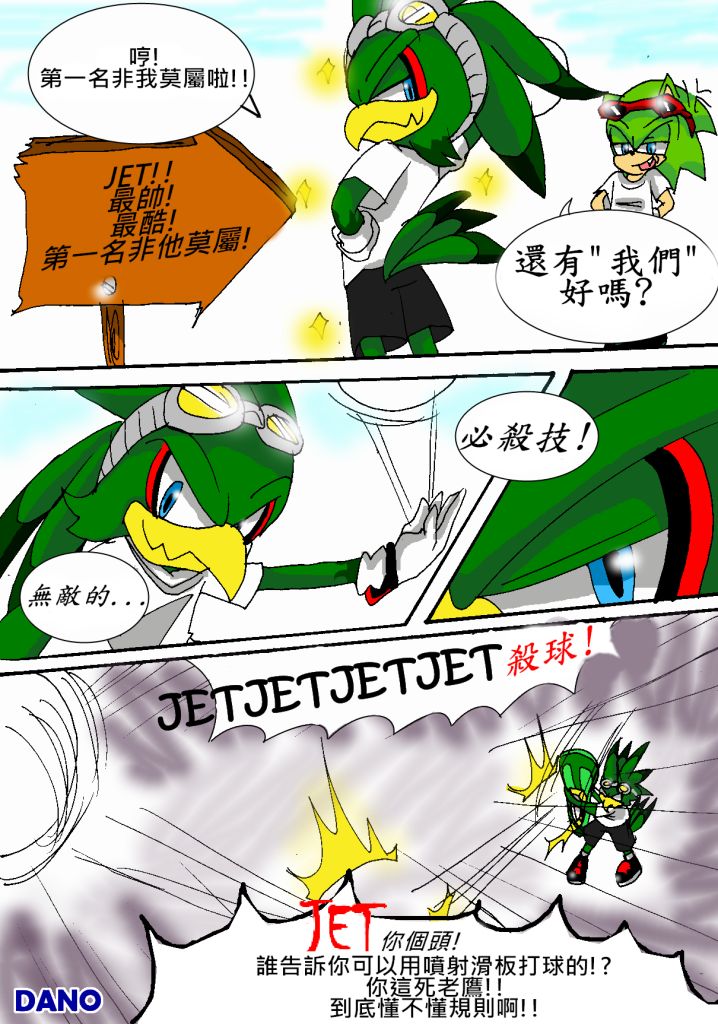 哼!
第一名非我莫屬啦!!
JET!!
最帥!
最酷!
第一名非他莫屬!
還有"我們"
好嗎?
無敵的...
必殺技!
JETJETJETJET殺球!
JET你個頭!
誰告訴你可以用噴射滑板打球的!?
你這死老鷹!!
到底懂不懂規則啊!!
DANO